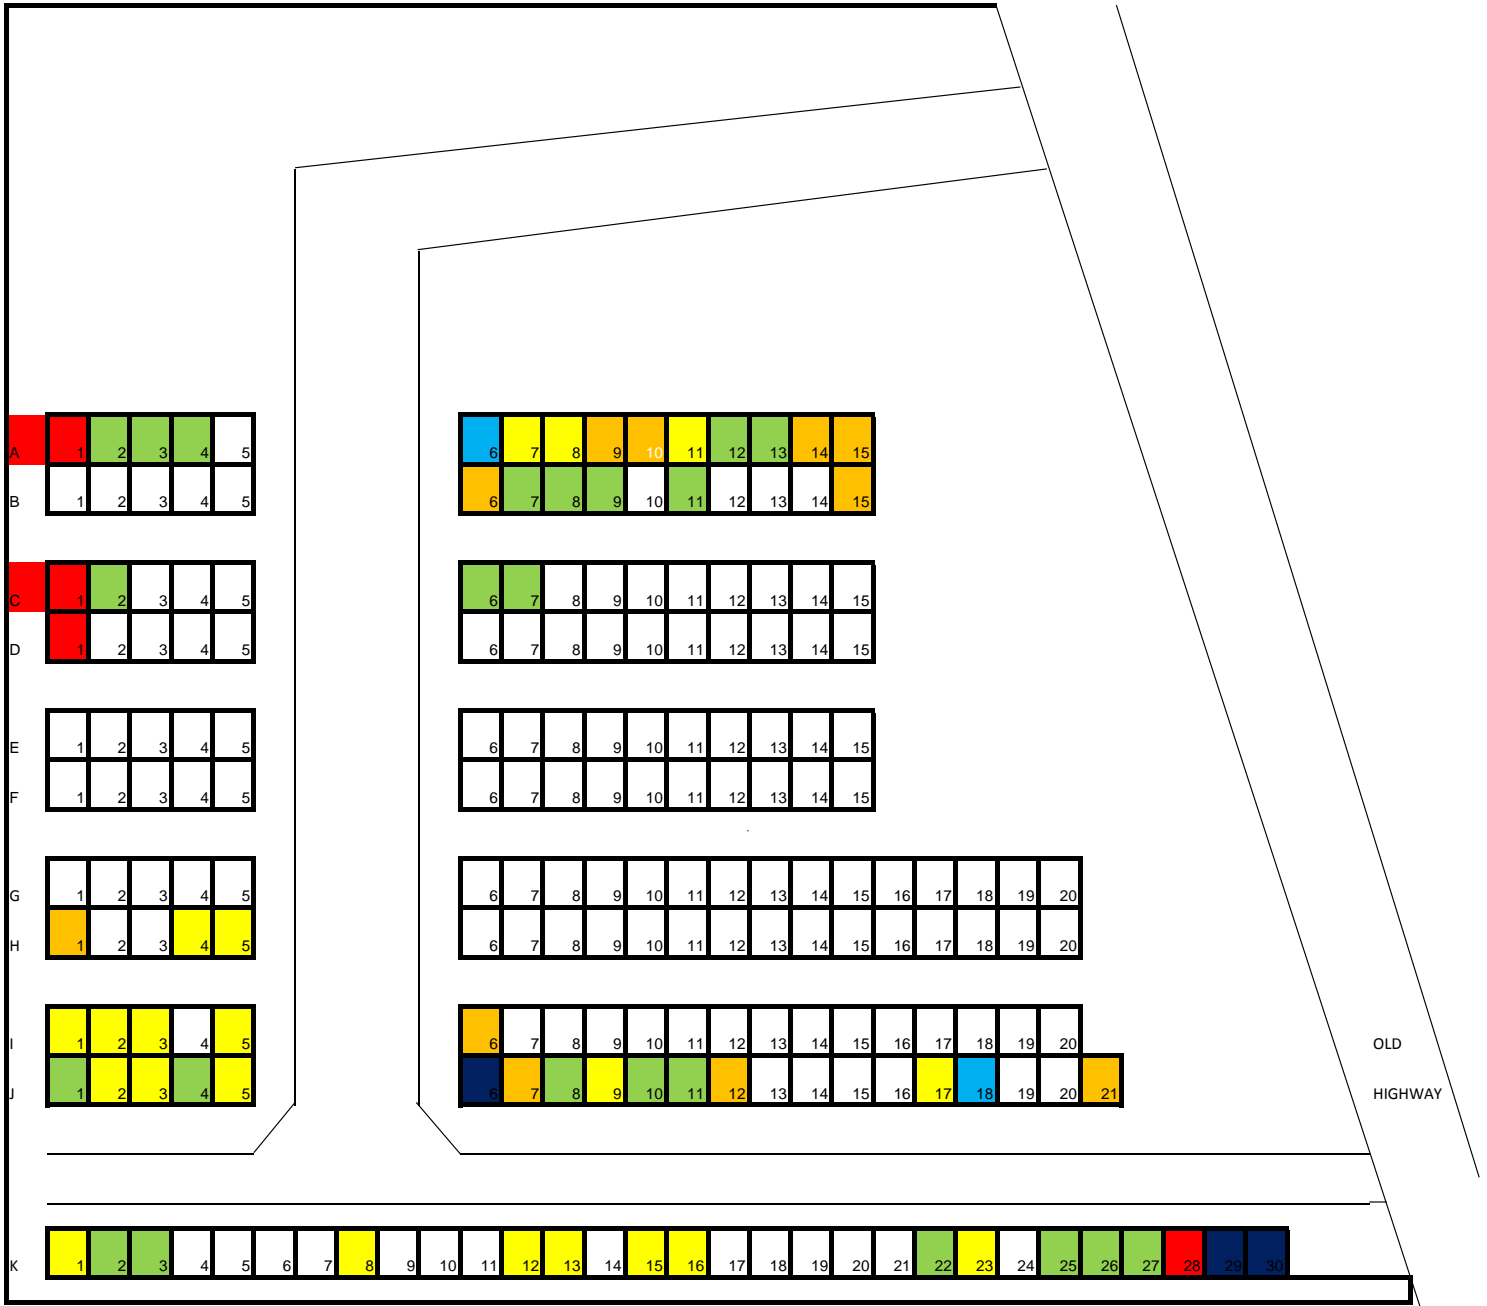 A 1 2 3 4 5 6 7 8 9 10 11 12 13 14 15
B 1 2 3 4 5 6 7 8 9 10 11 12 13 14 15
C 1 2 3 4 5 6 7 8 9 10 11 12 13 14 15
D 1 2 3 4 5 6 7 8 9 10 11 12 13 14 15
E 1 2 3 4 5 6 7 8 9 10 11 12 13 14 15
F 1 2 3 4 5 6 7 8 9 10 11 12 13 14 15
G 1 2 3 4 5 6 7 8 9 10 11 12 13 14 15 16 17 18 19 20
H 1 2 3 4 5 6 7 8 9 10 11 12 13 14 15 16 17 18 19 20
I 1 2 3 4 5 6 7 8 9 10 11 12 13 14 15 16 17 18 19 20 OLD
J 1 2 3 4 5 6 7 8 9 10 11 12 13 14 15 16 17 18 19 20 21 HIGHWAY
K 1 2 3 4 5 6 7 8 9 10 11 12 13 14 15 16 17 18 19 20 21 22 23 24 25 26 27 28 29 30